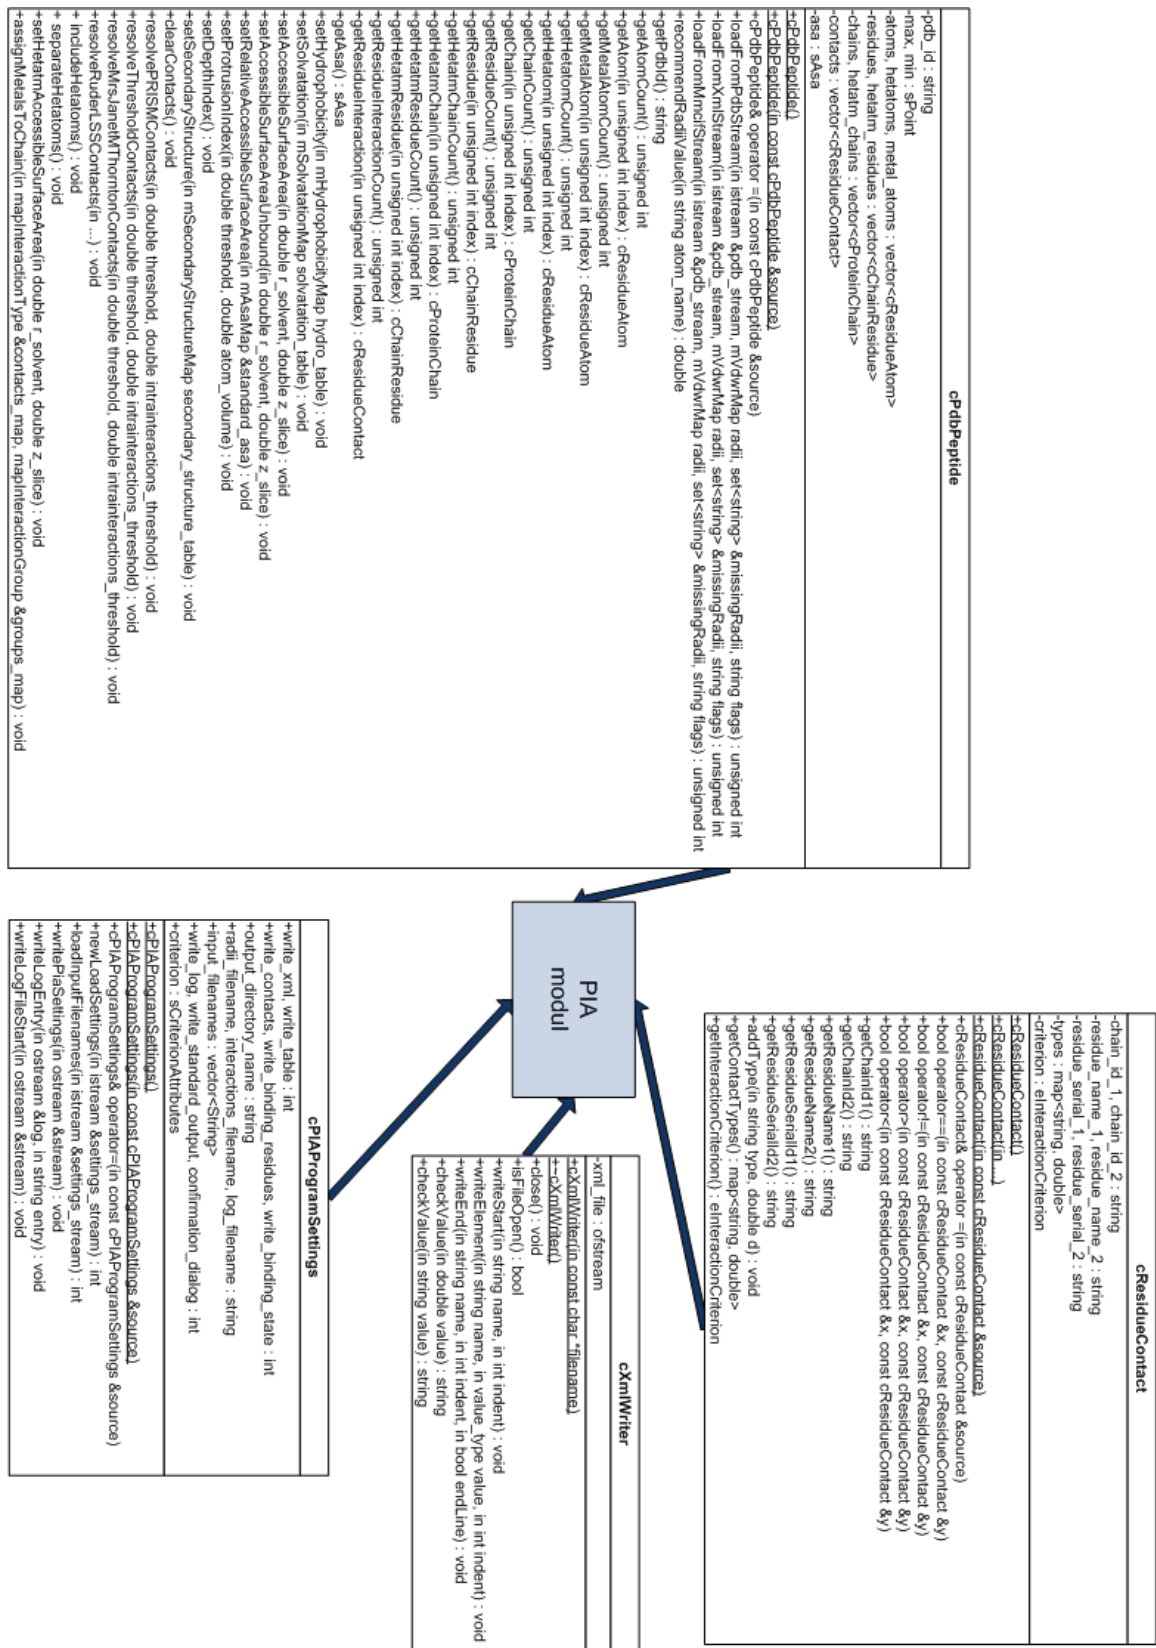 cPdbPeptide
-pdb_id : string
-max, min : sPoint
-atoms, hetatoms, metal_atoms : vector<cResidueAtom>
-residues, hetatm_residues : vector<cChainResidue>
-chains, hetatm_chains : vector<cProteinChain>
-contacts : vector<cResidueContact>
-asa : sAsa
+cPdbPeptide()
+cPdbPeptide(in const cPdbPeptide &source)
+cPdbPeptide& operator =(in const cPdbPeptide &source)
+loadFromPdbStream(in istream &pdb_stream, mVdwrMap radii, set<string> &missingRadii, string flags) : unsigned int
+loadFromXmlStream(in istream &pdb_stream, mVdwrMap radii, set<string> &missingRadii, string flags) : unsigned int
+loadFromMmcifStream(in istream &pdb_stream, mVdwrMap radii, set<string> &missingRadii, string flags) : unsigned int
+recommendRadiiValue(in string atom_name) : double
+getPdbId() : string
+getAtomCount() : unsigned int
+getAtom(in unsigned int index) : cResidueAtom
+getMetalAtomCount() : unsigned int
+getMetalAtom(in unsigned int index) : cResidueAtom
+getHetatomCount() : unsigned int
+getHetatom(in unsigned int index) : cResidueAtom
+getChainCount() : unsigned int
+getChain(in unsigned int index) : cProteinChain
+getResidueCount() : unsigned int
+getResidue(in unsigned int index) : cChainResidue
+getHetatmChainCount() : unsigned int
+getHetatmChain(in unsigned int index) : cProteinChain
+getHetatmResidueCount() : unsigned int
+getHetatmResidue(in unsigned int index) : cChainResidue
+getResidueInteractionCount() : unsigned int
+getResidueInteraction(in unsigned int index) : cResidueContact
+getAsa() : sAsa
+setHydrophobicity(in mHydrophobicityMap hydro_table) : void
+setSolvatation(in mSolvatationMap solvatation_table) : void
+setAccessibleSurfaceArea(in double r_solvent, double z_slice) : void
+setAccessibleSurfaceAreaUnbound(in double r_solvent, double z_slice) : void
+setRelativeAccessibleSurfaceArea(in mAsaMap &standard_asa) : void
+setProtrusionIndex(in double threshold, double atom_volume) : void
+setDepthIndex() : void
+setSecondaryStructure(in mSecondaryStructureMap secondary_structure_table) : void
+clearContacts() : void
+resolvePRISMContacts(in double threshold, double intrainteractions_threshold) : void
+resolveThresholdContacts(in double threshold, double intrainteractions_threshold) : void
+resolveMrsJanetMThorntonContacts(in double threshold, double intrainteractions_threshold) : void
+resolveRuderLSSContacts(in ...) : void
+ includeHetatoms() : void
+ separateHetatoms() : void
+setHetatmAccessibleSurfaceArea(in double r_solvent, double z_slice) : void
+assignMetalsToChain(in mapInteractionType &contacts_map, mapInteractionGroup &groups_map) : void
PIA
modul
cResidueContact
-chain_id_1, chain_id_2 : string
-residue_name_1, residue_name_2 : string
-residue_serial_1, residue_serial_2 : string
-types : map<string, double>
-criterion : eInteractionCriterion
+cResidueContact()
+cResidueContact(in ....)
+cResidueContact(in const cResidueContact &source)
+cResidueContact& operator =(in const cResidueContact &source)
+bool operator==(in const cResidueContact &x, const cResidueContact &y)
+bool operator!=(in const cResidueContact &x, const cResidueContact &y)
+bool operator>(in const cResidueContact &x, const cResidueContact &y)
+bool operator<(in const cResidueContact &x, const cResidueContact &y)
+getChainId1() : string
+getChainId2() : string
+getResidueName1() : string
+getResidueName2() : string
+getResidueSerialId1() : string
+getResidueSerialId2() : string
+addType(in string type, double d) : void
+getContactTypes() : map<string, double>
+getInteractionCriterion() : eInteractionCriterion
cXmlWriter
-xml_file : ofstream
+cXmlWriter(in const char *filename)
+~cXmlWriter()
+close() : void
+isFileOpen() : bool
+writeStart(in string name, in int indent) : void
+writeElement(in string name, in value_type value, in int indent) : void
+writeEnd(in string name, in int indent, in bool endLine) : void
+checkValue(in double value) : string
+checkValue(in string value) : string
cPIAProgramSettings
+write_xml, write_table : int
+write_contacts, write_binding_residues, write_binding_state : int
+output_directory_name : string
+radii_filename, interactions_filename, log_filename : string
+input_filenames : vector<String>
+write_log, write_standard_output, confirmation_dialog : int
+criterion : sCriterionAttributes
+cPIAProgramSettings()
+cPIAProgramSettings(in const cPIAProgramSettings &source)
+cPIAProgramSettings& operator=(in const cPIAProgramSettings &source)
+newLoadSettings(in istream &settings_stream) : int
+loadInputFilenames(in istream &settings_stream) : int
+writePiaSettings(in ostream &stream) : void
+writeLogEntry(in ostream &log, in string entry) : void
+writeLogFileStart(in ostream &stream) : void